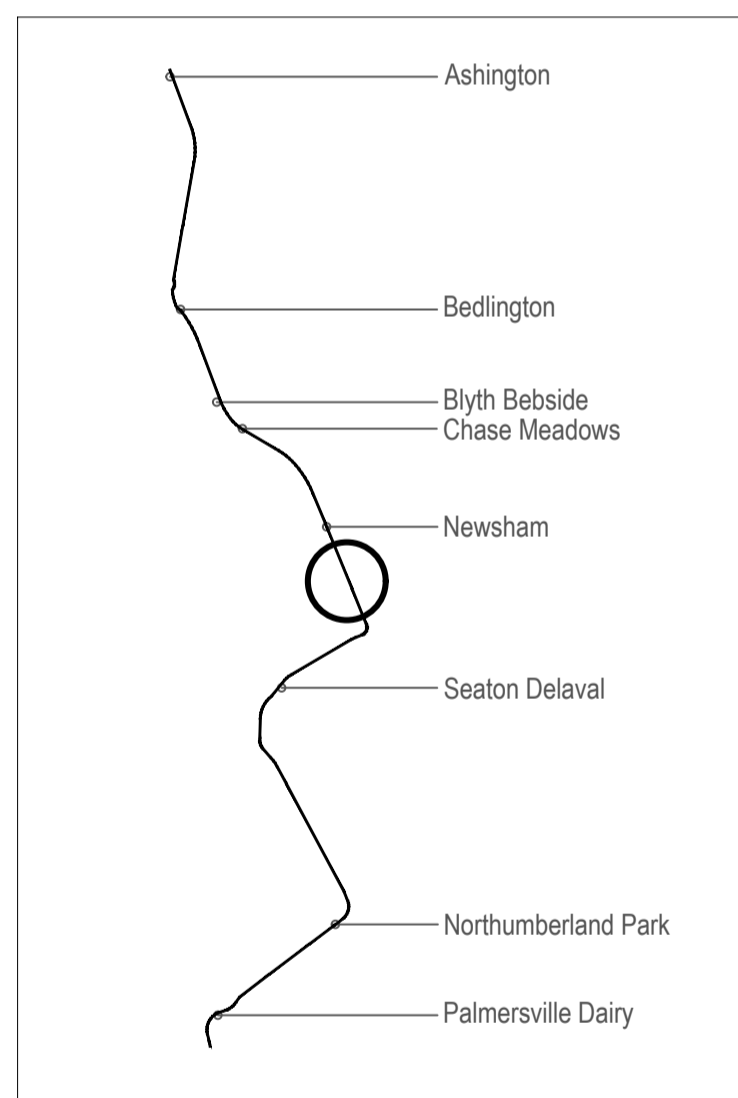 Ashington
Bedlington
Blyth Bebside
Chase Meadows
Newsham
Seaton Delaval
Northumberland Park
Palmersville Dairy